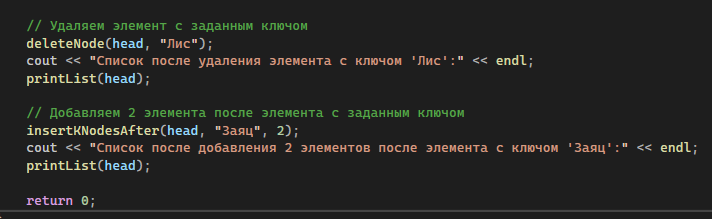 // Удаляем элемент с заданным ключом
deleteNode(head, "Лис");
cout << "Список после удаления элемента с ключом 'Лис':" << endl;
printList(head);
// Добавляем 2 элемента после элемента с заданным ключом
insertKNodesAfter(head, "Заяц", 2);
cout << "Список после добавления 2 элементов после элемента с ключом 'Заяц':" << endl;
printList(head);
return 0;